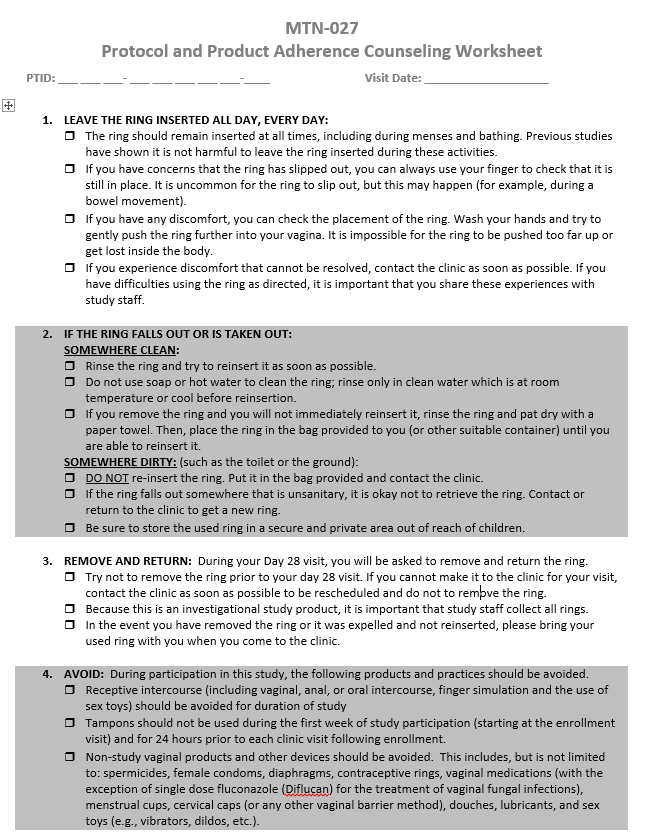 MTN-027
Protocol and Product Adherence Counseling Worksheet
PTID: ___ ___ ___- ___ ___ ___ ___ ___-____ Visit Date: ____________________
1. LEAVE THE RING INSERTED ALL DAY, EVERY DAY:
☐ The ring should remain inserted at all times, including during menses and bathing. Previous studies
have shown it is not harmful to leave the ring inserted during these activities.
☐ If you have concerns that the ring has slipped out, you can always use your finger to check that it is
still in place. It is uncommon for the ring to slip out, but this may happen (for example, during a
bowel movement).
☐ If you have any discomfort, you can check the placement of the ring. Wash your hands and try to
gently push the ring further into your vagina. It is impossible for the ring to be pushed too far up or
get lost inside the body.
☐ If you experience discomfort that cannot be resolved, contact the clinic as soon as possible. If you
have difficulties using the ring as directed, it is important that you share these experiences with
study staff.
2. IF THE RING FALLS OUT OR IS TAKEN OUT:
SOMEWHERE CLEAN:
☐ Rinse the ring and try to reinsert it as soon as possible.
☐ Do not use soap or hot water to clean the ring; rinse only in clean water which is at room
temperature or cool before reinsertion.
☐ If you remove the ring and you will not immediately reinsert it, rinse the ring and pat dry with a
paper towel. Then, place the ring in the bag provided to you (or other suitable container) until you
are able to reinsert it.
SOMEWHERE DIRTY: (such as the toilet or the ground):
☐ DO NOT re-insert the ring. Put it in the bag provided and contact the clinic.
☐ If the ring falls out somewhere that is unsanitary, it is okay not to retrieve the ring. Contact or
return to the clinic to get a new ring.
☐ Be sure to store the used ring in a secure and private area out of reach of children.
3. REMOVE AND RETURN: During your Day 28 visit, you will be asked to remove and return the ring.
☐ Try not to remove the ring prior to your day 28 visit. If you cannot make it to the clinic for your visit,
contact the clinic as soon as possible to be rescheduled and do not to remove the ring.
☐ Because this is an investigational study product, it is important that study staff collect all rings.
☐ In the event you have removed the ring or it was expelled and not reinserted, please bring your
used ring with you when you come to the clinic.
4. AVOID: During participation in this study, the following products and practices should be avoided.
☐ Receptive intercourse (including vaginal, anal, or oral intercourse, finger simulation and the use of
sex toys) should be avoided for duration of study
☐ Tampons should not be used during the first week of study participation (starting at the enrollment
visit) and for 24 hours prior to each clinic visit following enrollment.
☐ Non-study vaginal products and other devices should be avoided. This includes, but is not limited
to: spermicides, female condoms, diaphragms, contraceptive rings, vaginal medications (with the
exception of single dose fluconazole (Diflucan) for the treatment of vaginal fungal infections),
menstrual cups, cervical caps (or any other vaginal barrier method), douches, lubricants, and sex
toys (e.g., vibrators, dildos, etc.).